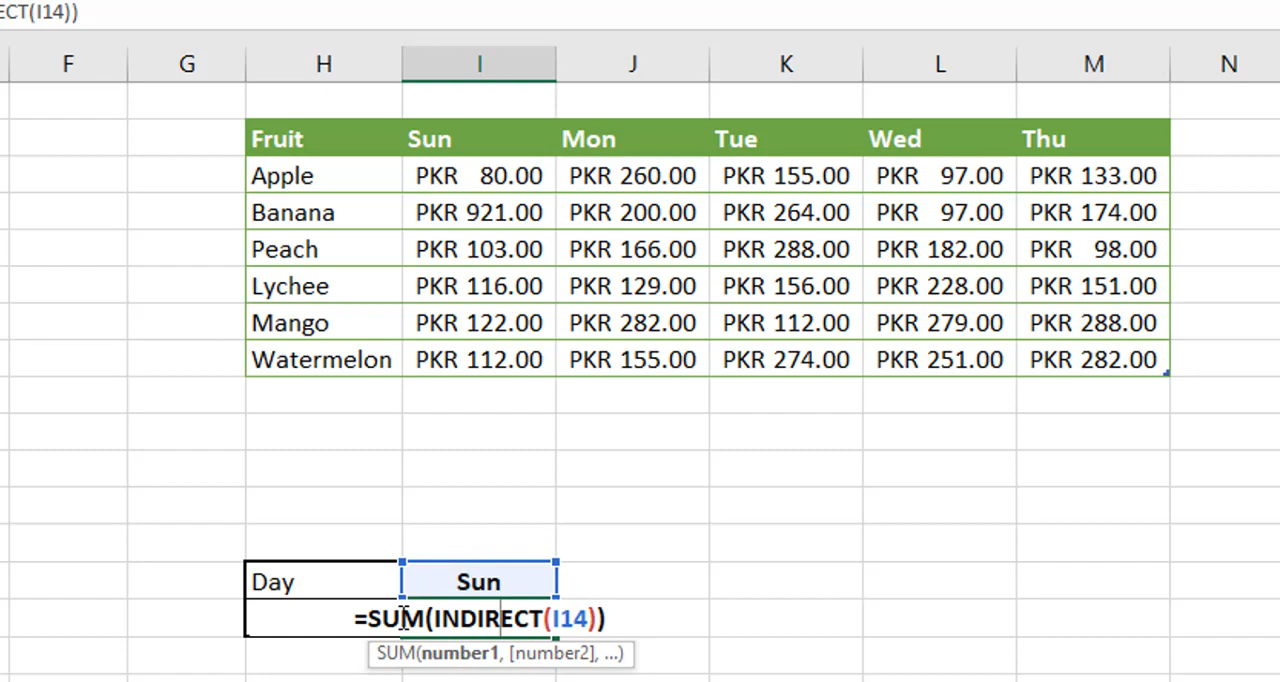 ECT(I14))
F G H I J K L M N
Fruit Sun Mon Tue Wed Thu
Apple PKR 80.00 PKR 260.00 PKR 155.00 PKR 97.00 PKR 133.00
Banana PKR 921.00 PKR 200.00 PKR 264.00 PKR 97.00 PKR 174.00
Peach PKR 103.00 PKR 166.00 PKR 288.00 PKR 182.00 PKR 98.00
Lychee PKR 116.00 PKR 129.00 PKR 156.00 PKR 228.00 PKR 151.00
Mango PKR 122.00 PKR 282.00 PKR 112.00 PKR 279.00 PKR 288.00
Watermelon PKR 112.00 PKR 155.00 PKR 274.00 PKR 251.00 PKR 282.00
Day Sun
=SUM(INDIRECT(I14))
SUM(number1, [number2], ...)